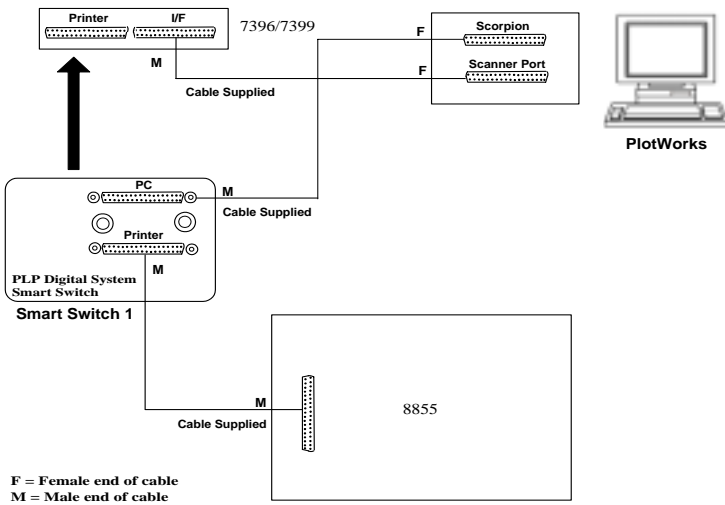 Printer
I/F
7396/7399
M
Cable Supplied
F
Scorpion
F
Scanner Port
PlotWorks
PC
M
Cable Supplied
Printer
M
PLP Digital System
Smart Switch
Smart Switch 1
M
Cable Supplied
8855
F = Female end of cable
M = Male end of cable